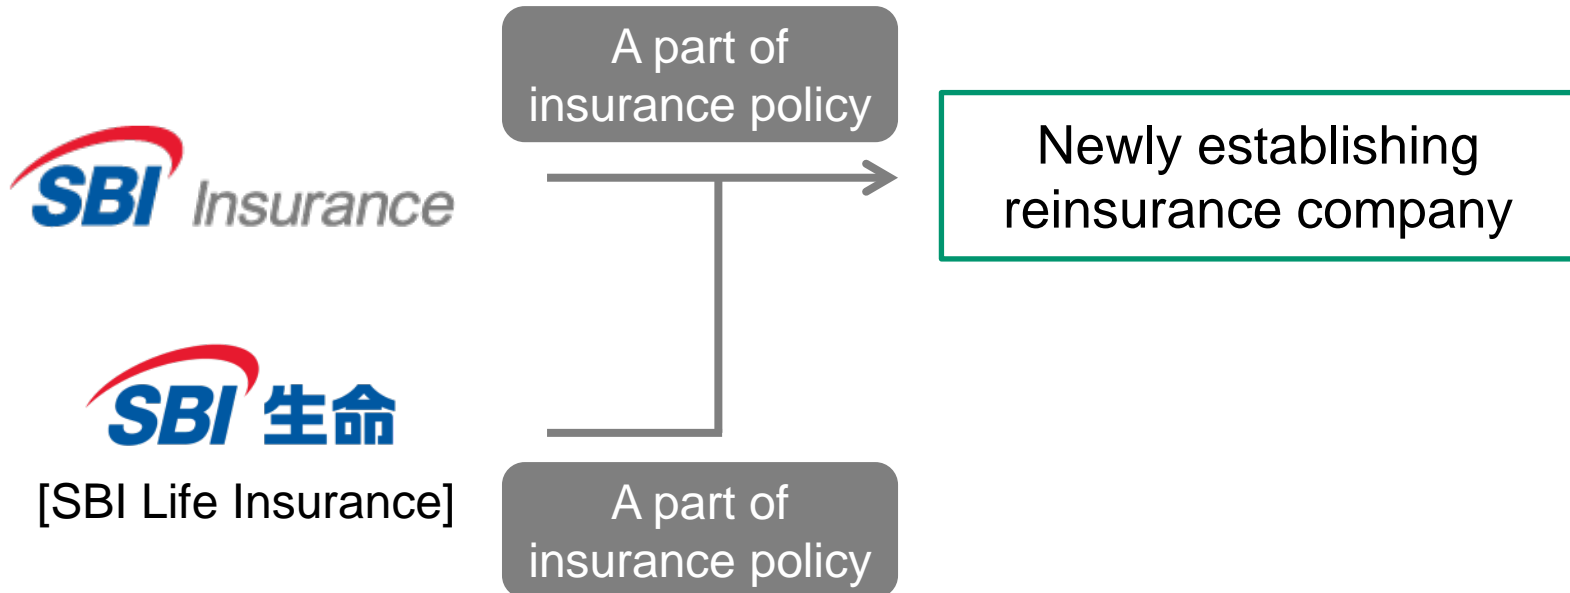 A part of
insurance policy
SBI Insurance
Newly establishing
reinsurance company
SBI 生命
[SBI Life Insurance]
A part of
insurance policy